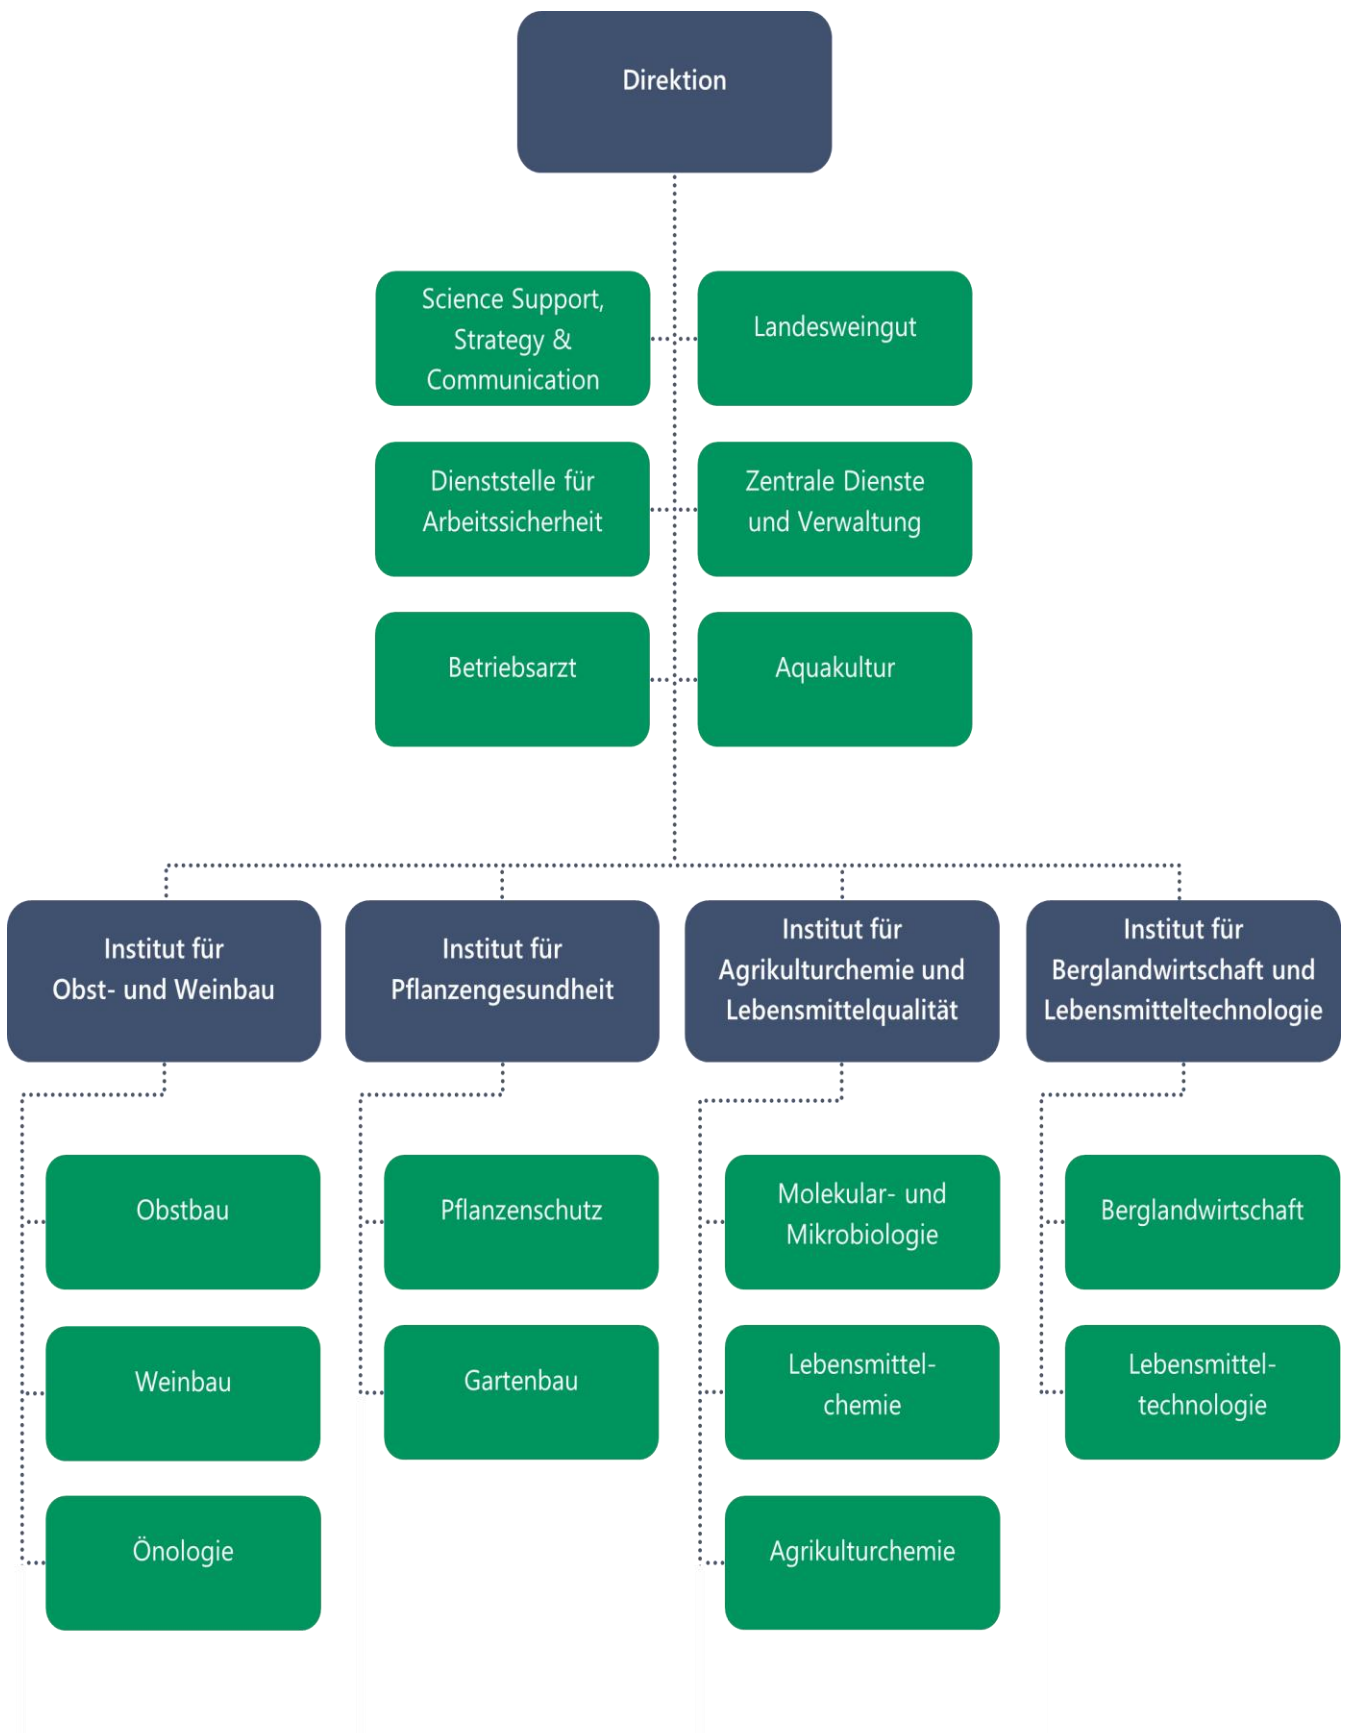 Direktion
Science Support,
Strategy &
Communication
Landesweingut
Dienststelle für
Arbeitssicherheit
Zentrale Dienste
und Verwaltung
Betriebsarzt
Aquakultur
Institut für
Obst- und Weinbau
Institut für
Pflanzengesundheit
Institut für
Agrikulturchemie und
Lebensmittelqualität
Institut für
Berglandwirtschaft und
Lebensmitteltechnologie
Obstbau
Weinbau
Önologie
Pflanzenschutz
Gartenbau
Molekular- und
Mikrobiologie
Lebensmittel-
chemie
Agrikulturchemie
Berglandwirtschaft
Lebensmittel-
technologie